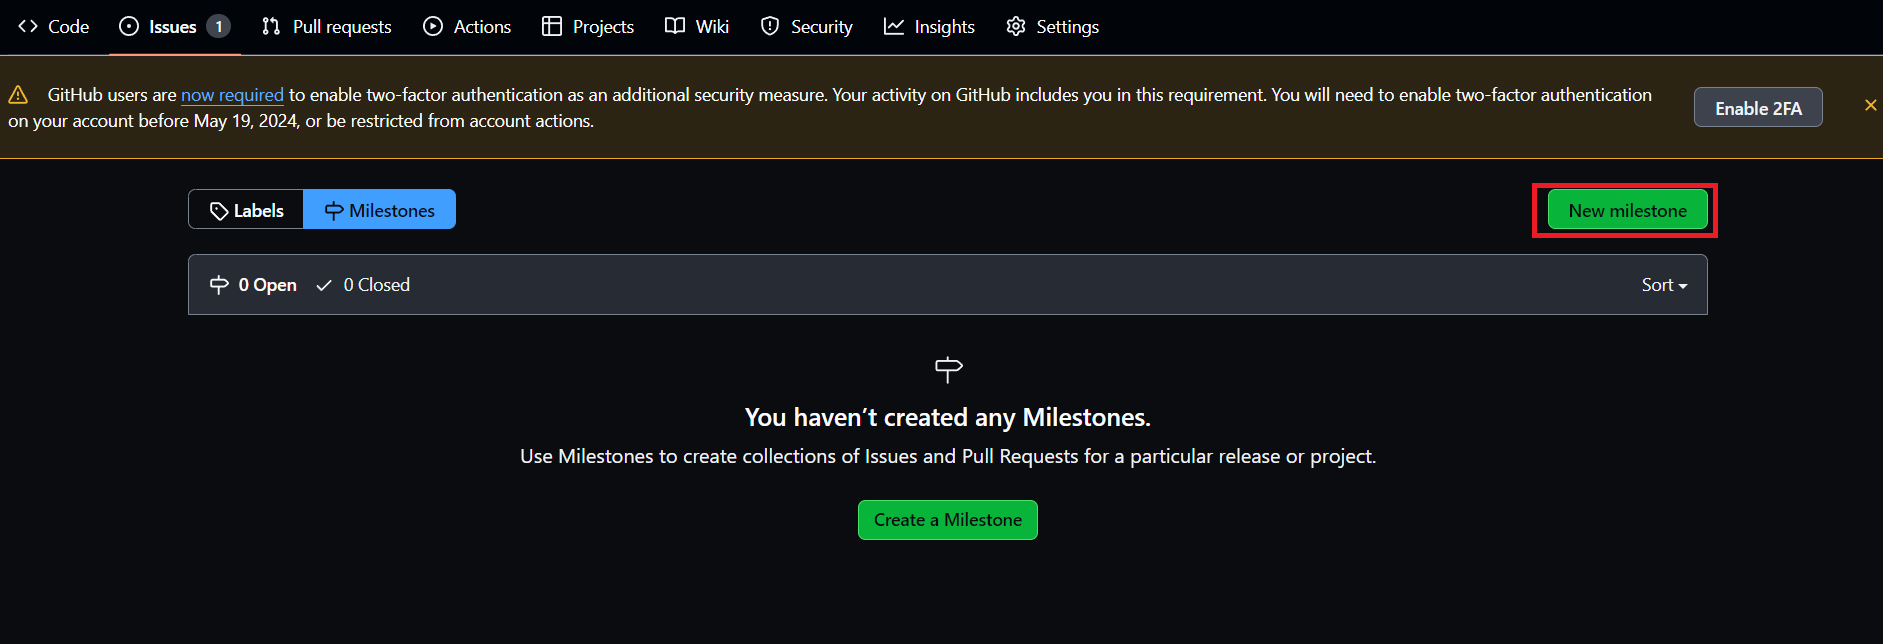 Code Issues 1 Pull requests Actions Projects Wiki Security Insights Settings
GitHub users are now required to enable two-factor authentication as an additional security measure. Your activity on GitHub includes you in this requirement. You will need to enable two-factor authentication
on your account before May 19, 2024, or be restricted from account actions.
Enable 2FA
Labels Milestones
New milestone
0 Open 0 Closed
Sort
You haven’t created any Milestones.
Use Milestones to create collections of Issues and Pull Requests for a particular release or project.
Create a Milestone